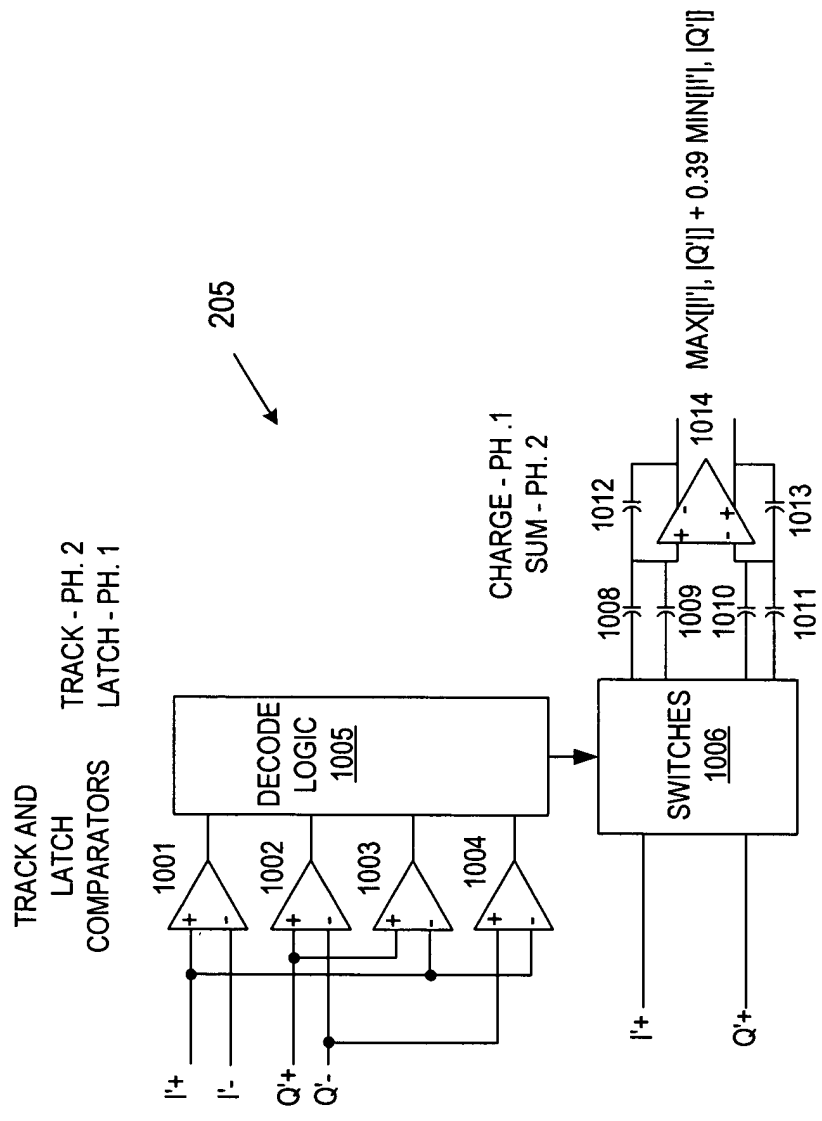 TRACK AND
LATCH
COMPARATORS
TRACK - PH. 2
LATCH - PH. 1
205
I'+
I'-
Q'+
Q'-
+
-
1001
+
-
1002
+
-
1003
+
-
1004
DECODE
LOGIC
1005
CHARGE - PH .1
SUM - PH. 2
I'+
Q'+
SWITCHES
1006
1008
1009
1010
1011
1012
1013
+
-
-
+
1014
MAX[|I'|, |Q'|] + 0.39 MIN[|I'|, |Q'|]